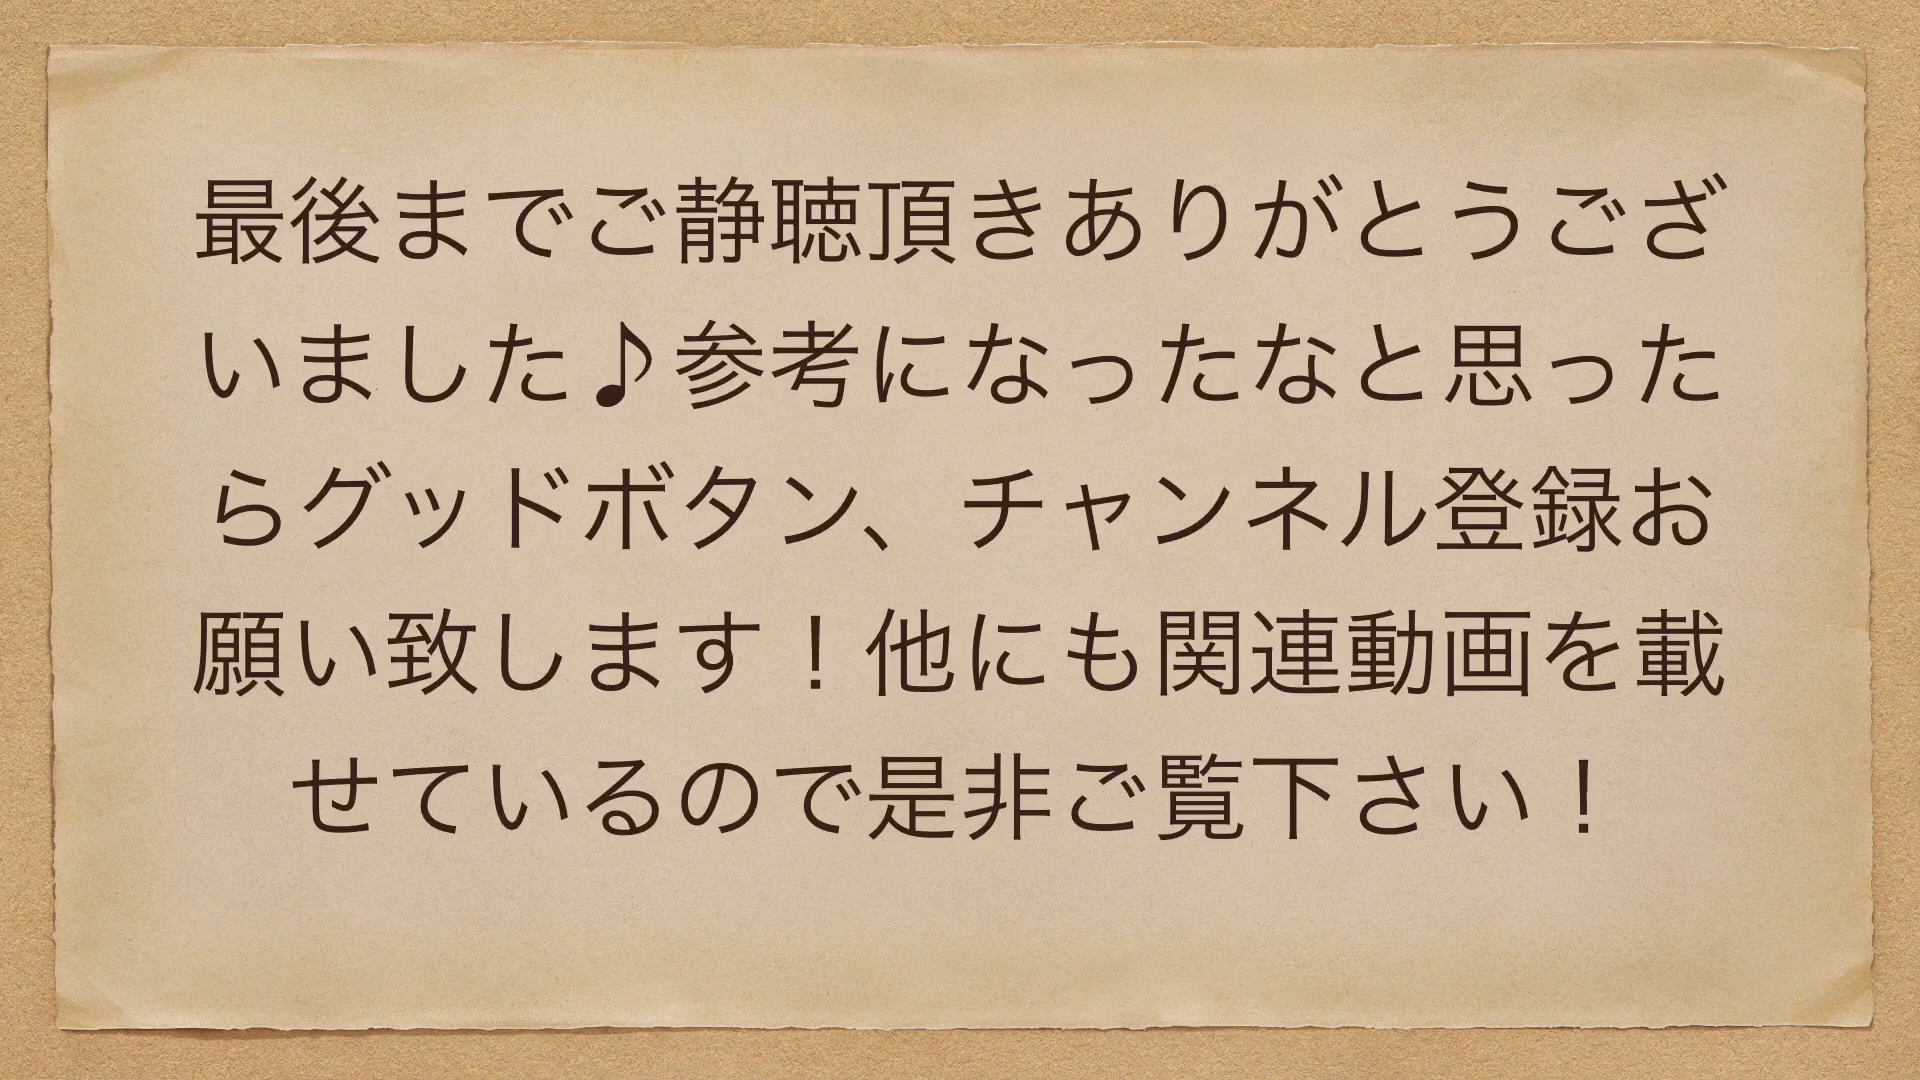 最後までご静聴頂きありがとうござ
いました♪参考になったなと思った
らグッドボタン、チャンネル登録お
願い致します！他にも関連動画を載
せているので是非ご覧下さい！